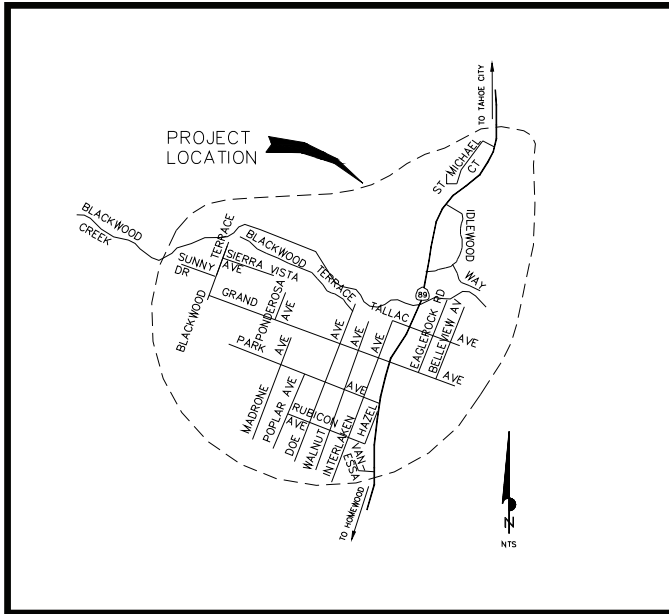 TO TAHOE CITY
PROJECT
LOCATION
ST MICHAEL
CT
IDLEWOOD
WAY
BLACKWOOD
CREEK
BLACKWOOD
TERRACE
BLACKWOOD
TERRACE
SUNNY
DR
SIERRA VISTA
AVE
GRAND
AVE
PONDEROSA
AVE
TALLAC
AVE
89
EAGLEROCK RD
BELLEVIEW AV
PARK
AVE
MADRONE
AVE
POPLAR AVE
RUBICON
AVE
DOE
AVE
WALNUT
AVE
INTERLAKEN
AVE
HAZEL
VAN-
ESSA
TO HOMEWOOD
N
NTS